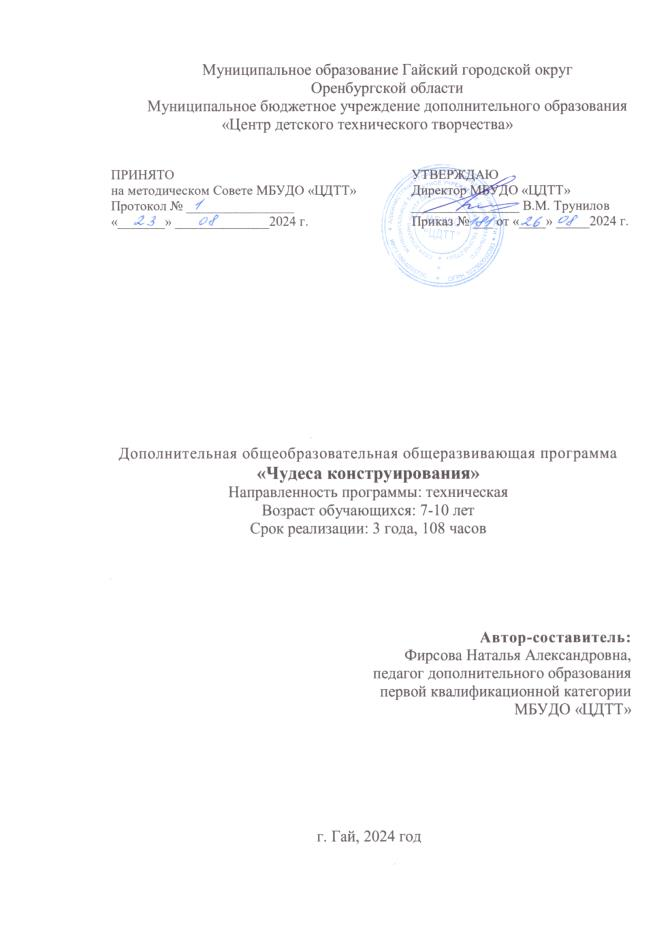 Муниципальное образование Гайский городской округ
Оренбургской области
Муниципальное бюджетное учреждение дополнительного образования
«Центр детского технического творчества»
ПРИНЯТО
на методическом Совете МБУДО «ЦДТТ»
Протокол № 1
«23» 08 2024 г.
УТВЕРЖДАЮ
Директор МБУДО «ЦДТТ»
В.М. Трунилов
Приказ № от «26» 08 2024 г.
"ЦДТТ"
Дополнительная общеобразовательная общеразвивающая программа
«Чудеса конструирования»
Направленность программы: техническая
Возраст обучающихся: 7-10 лет
Срок реализации: 3 года, 108 часов
Автор-составитель:
Фирсова Наталья Александровна,
педагог дополнительного образования
первой квалификационной категории
МБУДО «ЦДТТ»
г. Гай, 2024 год